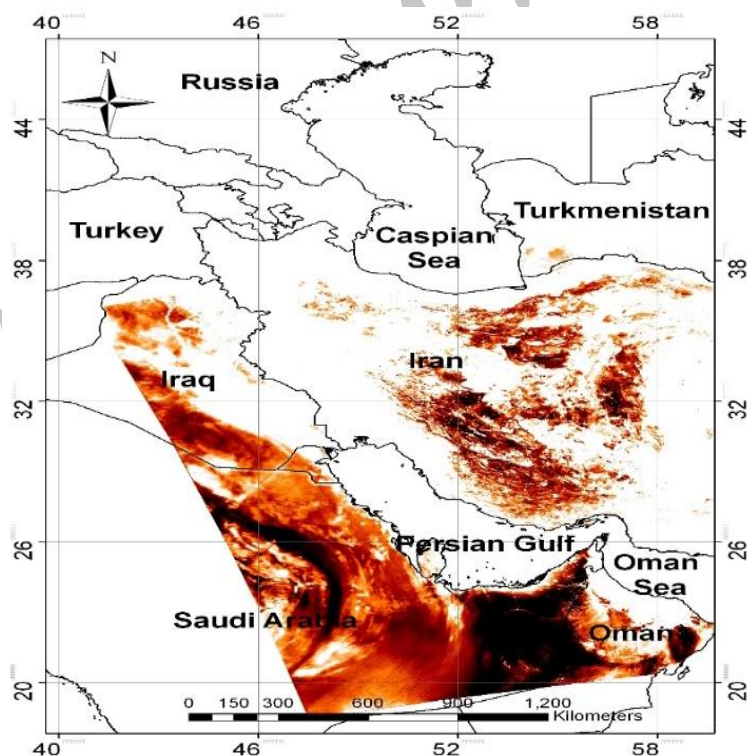 40 46 52 58
N
Russia
44 44
Turkmenistan
Turkey
Caspian
Sea
38 38
Iran
Iraq
32 32
Persian Gulf
26 26
Oman
Sea
Saudi Arabia
Oman
20 20
0 150 300 600 900 1,200
Kilometers
40 46 52 58